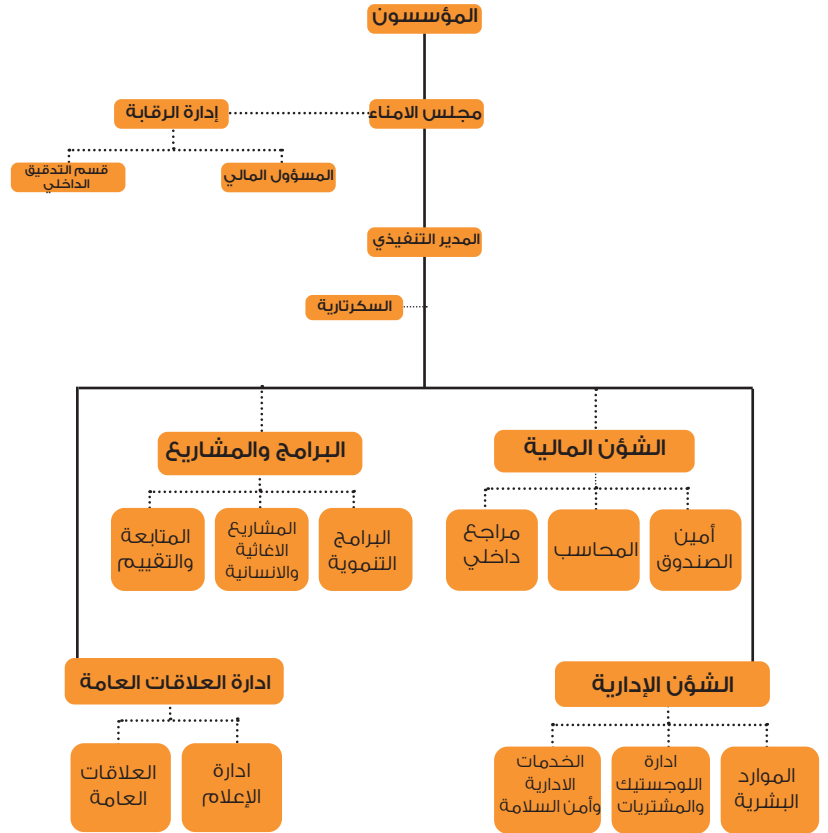 المؤسسون
مجلس الامناء
إدارة الرقابة
المسؤول المالي
قسم التدقيق
الداخلي
المدير التنفيذي
السكرتارية
الشؤن المالية
البرامج والمشاريع
أمين
الصندوق
المحاسب
مراجع
داخلي
البرامج
التنموية
المشاريع
الاغاثية
والانسانية
المتابعة
والتقييم
الشؤن الإدارية
ادارة العلاقات العامة
الموارد
البشرية
ادارة
اللوجستيك
والمشتريات
الخدمات
الادارية
وأمن السلامة
ادارة
الإعلام
العلاقات
العامة